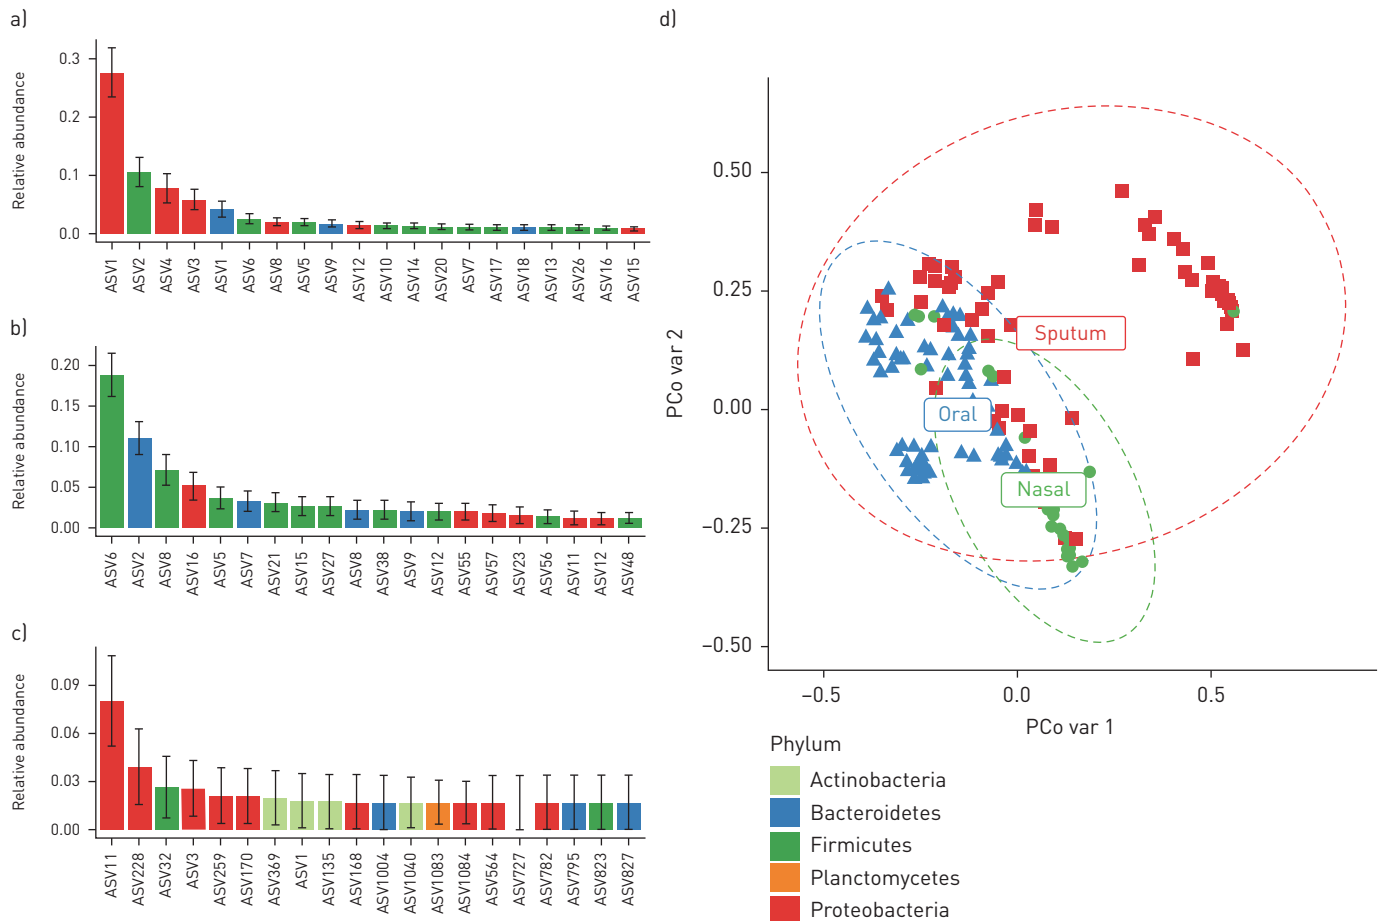 a)
Relative abundance
0.3
0.2
0.1
0.0
ASV1 ASV2 ASV4 ASV3 ASV1 ASV6 ASV8 ASV5 ASV9 ASV12 ASV10 ASV14 ASV20 ASV7 ASV17 ASV18 ASV13 ASV26 ASV16 ASV15
b)
Relative abundance
0.20
0.15
0.10
0.05
0.00
ASV6 ASV2 ASV8 ASV16 ASV5 ASV7 ASV21 ASV15 ASV27 ASV8 ASV38 ASV9 ASV12 ASV55 ASV57 ASV23 ASV56 ASV11 ASV12 ASV48
c)
Relative abundance
0.09
0.06
0.03
0.00
ASV11 ASV228 ASV32 ASV3 ASV259 ASV170 ASV369 ASV1 ASV135 ASV168 ASV1004 ASV1040 ASV1083 ASV1084 ASV564 ASV727 ASV782 ASV795 ASV823 ASV827
d)
PCo var 2
0.50
0.25
0.00
−0.25
−0.50
Sputum
Oral
Nasal
−0.5 0.0 0.5
PCo var 1
Phylum
Actinobacteria
Bacteroidetes
Firmicutes
Planctomycetes
Proteobacteria